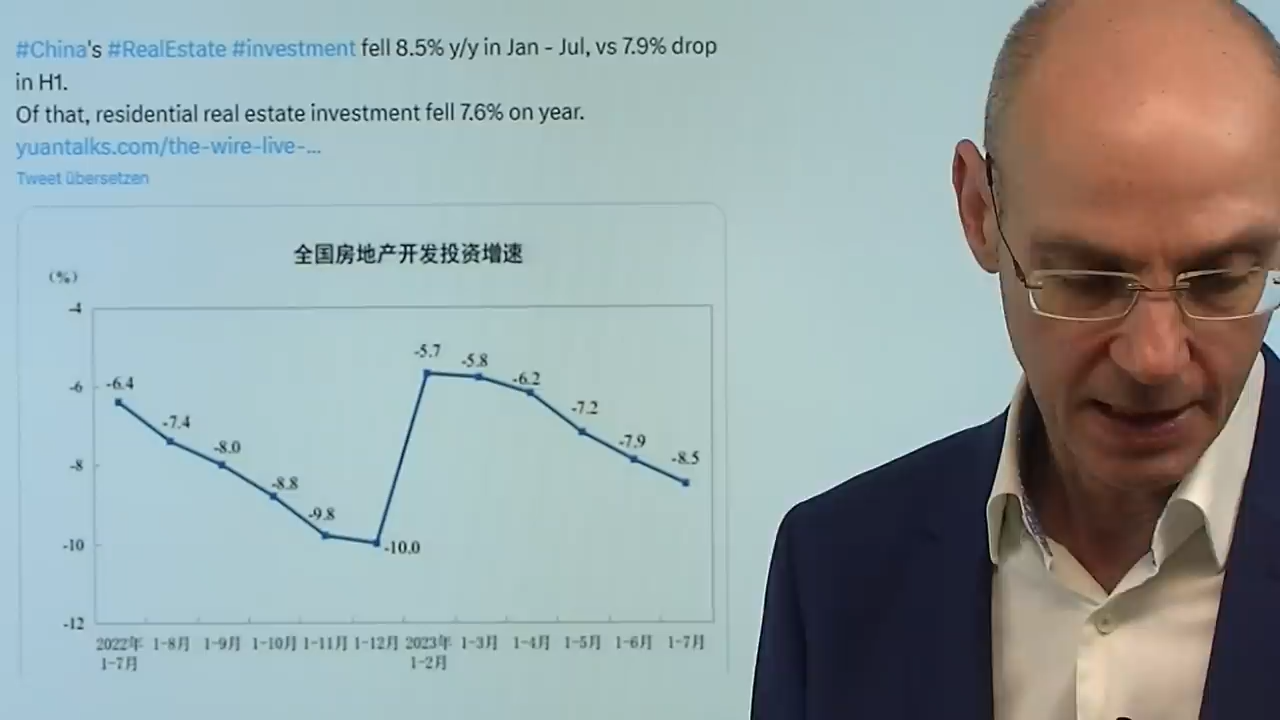 #China's #RealEstate #investment fell 8.5% y/y in Jan - Jul, vs 7.9% drop
in H1.
Of that, residential real estate investment fell 7.6% on year.
yuantalks.com/the-wire-live-...
Tweet übersetzen
全国房地产开发投资增速
(%)
-4
-6
-8
-10
-12
-6.4
-7.4
-8.0
-8.8
-9.8
-10.0
-5.7
-5.8
-6.2
-7.2
-7.9
-8.5
2022年 1-8月 1-9月 1-10月 1-11月 1-12月 2023年 1-3月 1-4月 1-5月 1-6月 1-7月
1-7月 1-2月